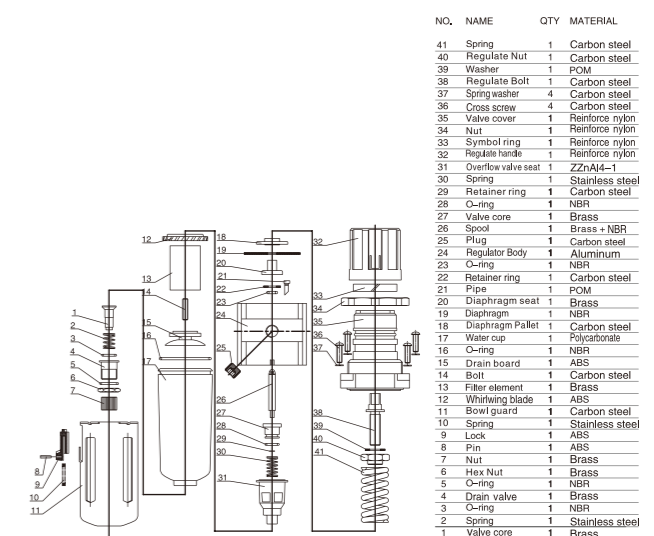 NO. NAME QTY MATERIAL
41 Spring 1 Carbon steel
40 Regulate Nut 1 Carbon steel
39 Washer 1 POM
38 Regulate Bolt 1 Carbon steel
37 Spring washer 4 Carbon steel
36 Cross screw 4 Carbon steel
35 Valve cover 1 Reinforce nylon
34 Nut 1 Reinforce nylon
33 Symbol ring 1 Reinforce nylon
32 Regulate handle 1 Reinforce nylon
31 Overflow valve seat 1 ZZnAl4-1
30 Spring 1 Stainless steel
29 Retainer ring 1 Carbon steel
28 O-ring 1 NBR
27 Valve core 1 Brass
26 Spool 1 Brass + NBR
25 Plug 1 Carbon steel
24 Regulator Body 1 Aluminum
23 O-ring 1 NBR
22 Retainer ring 1 Carbon steel
21 Pipe 1 POM
20 Diaphragm seat 1 Brass
19 Diaphragm 1 NBR
18 Diaphragm Pallet 1 Carbon steel
17 Water cup 1 Polycarbonate
16 O-ring 1 NBR
15 Drain board 1 ABS
14 Bolt 1 Carbon steel
13 Filter element 1 Brass
12 Whirlwing blade 1 ABS
11 Bowl guard 1 Carbon steel
10 Spring 1 Stainless steel
9 Lock 1 ABS
8 Pin 1 ABS
7 Nut 1 Brass
6 Hex Nut 1 Brass
5 O-ring 1 NBR
4 Drain valve 1 Brass
3 O-ring 1 NBR
2 Spring 1 Stainless steel
1 Valve core 1 Brass
1
2
3
4
5
6
7
8
9
10
11
12
13
14
15
16
17
18
19
20
21
22
23
24
25
26
27
28
29
30
31
32
33
34
35
36
37
38
39
40
41